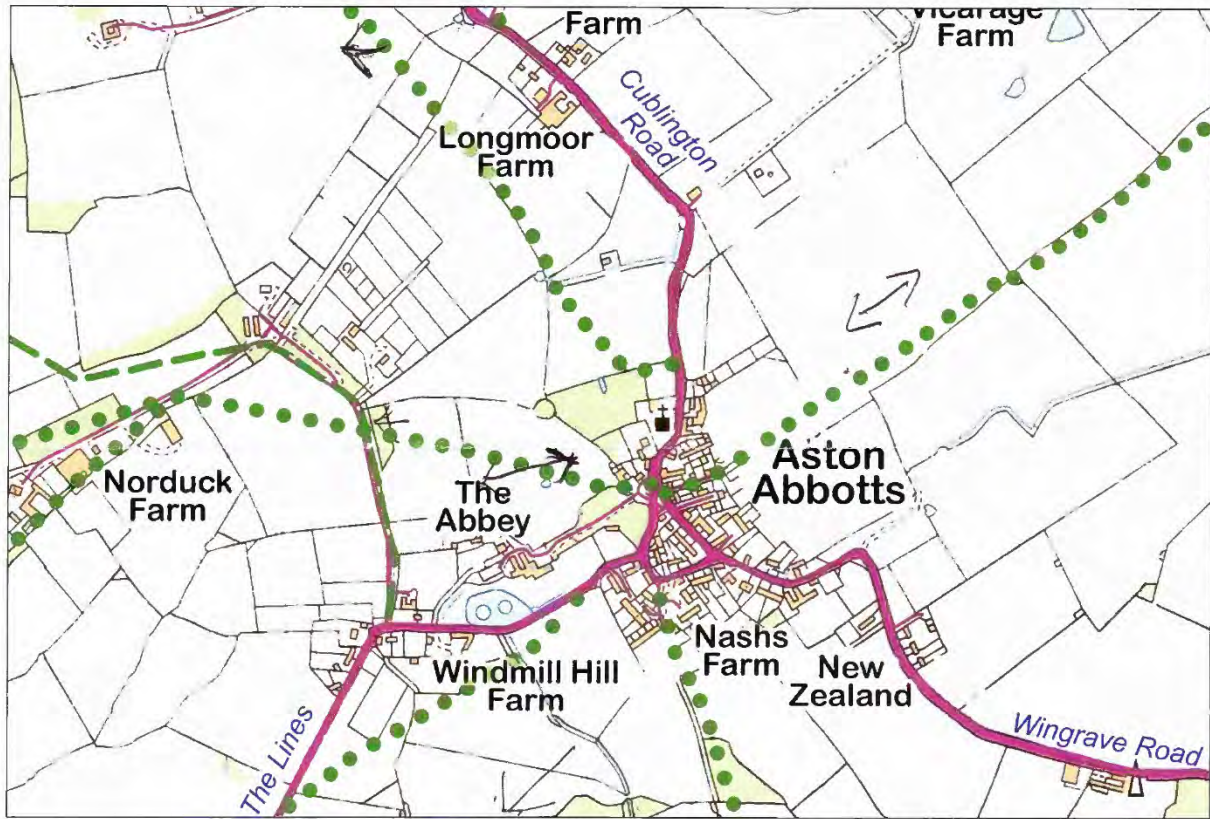 Farm
Vicarage
Farm
Cublington
Road
Longmoor
Farm
Norduck
Farm
The
Abbey
Aston
Abbotts
Windmill Hill
Farm
Nashs
Farm
New
Zealand
The Lines
Wingrave Road